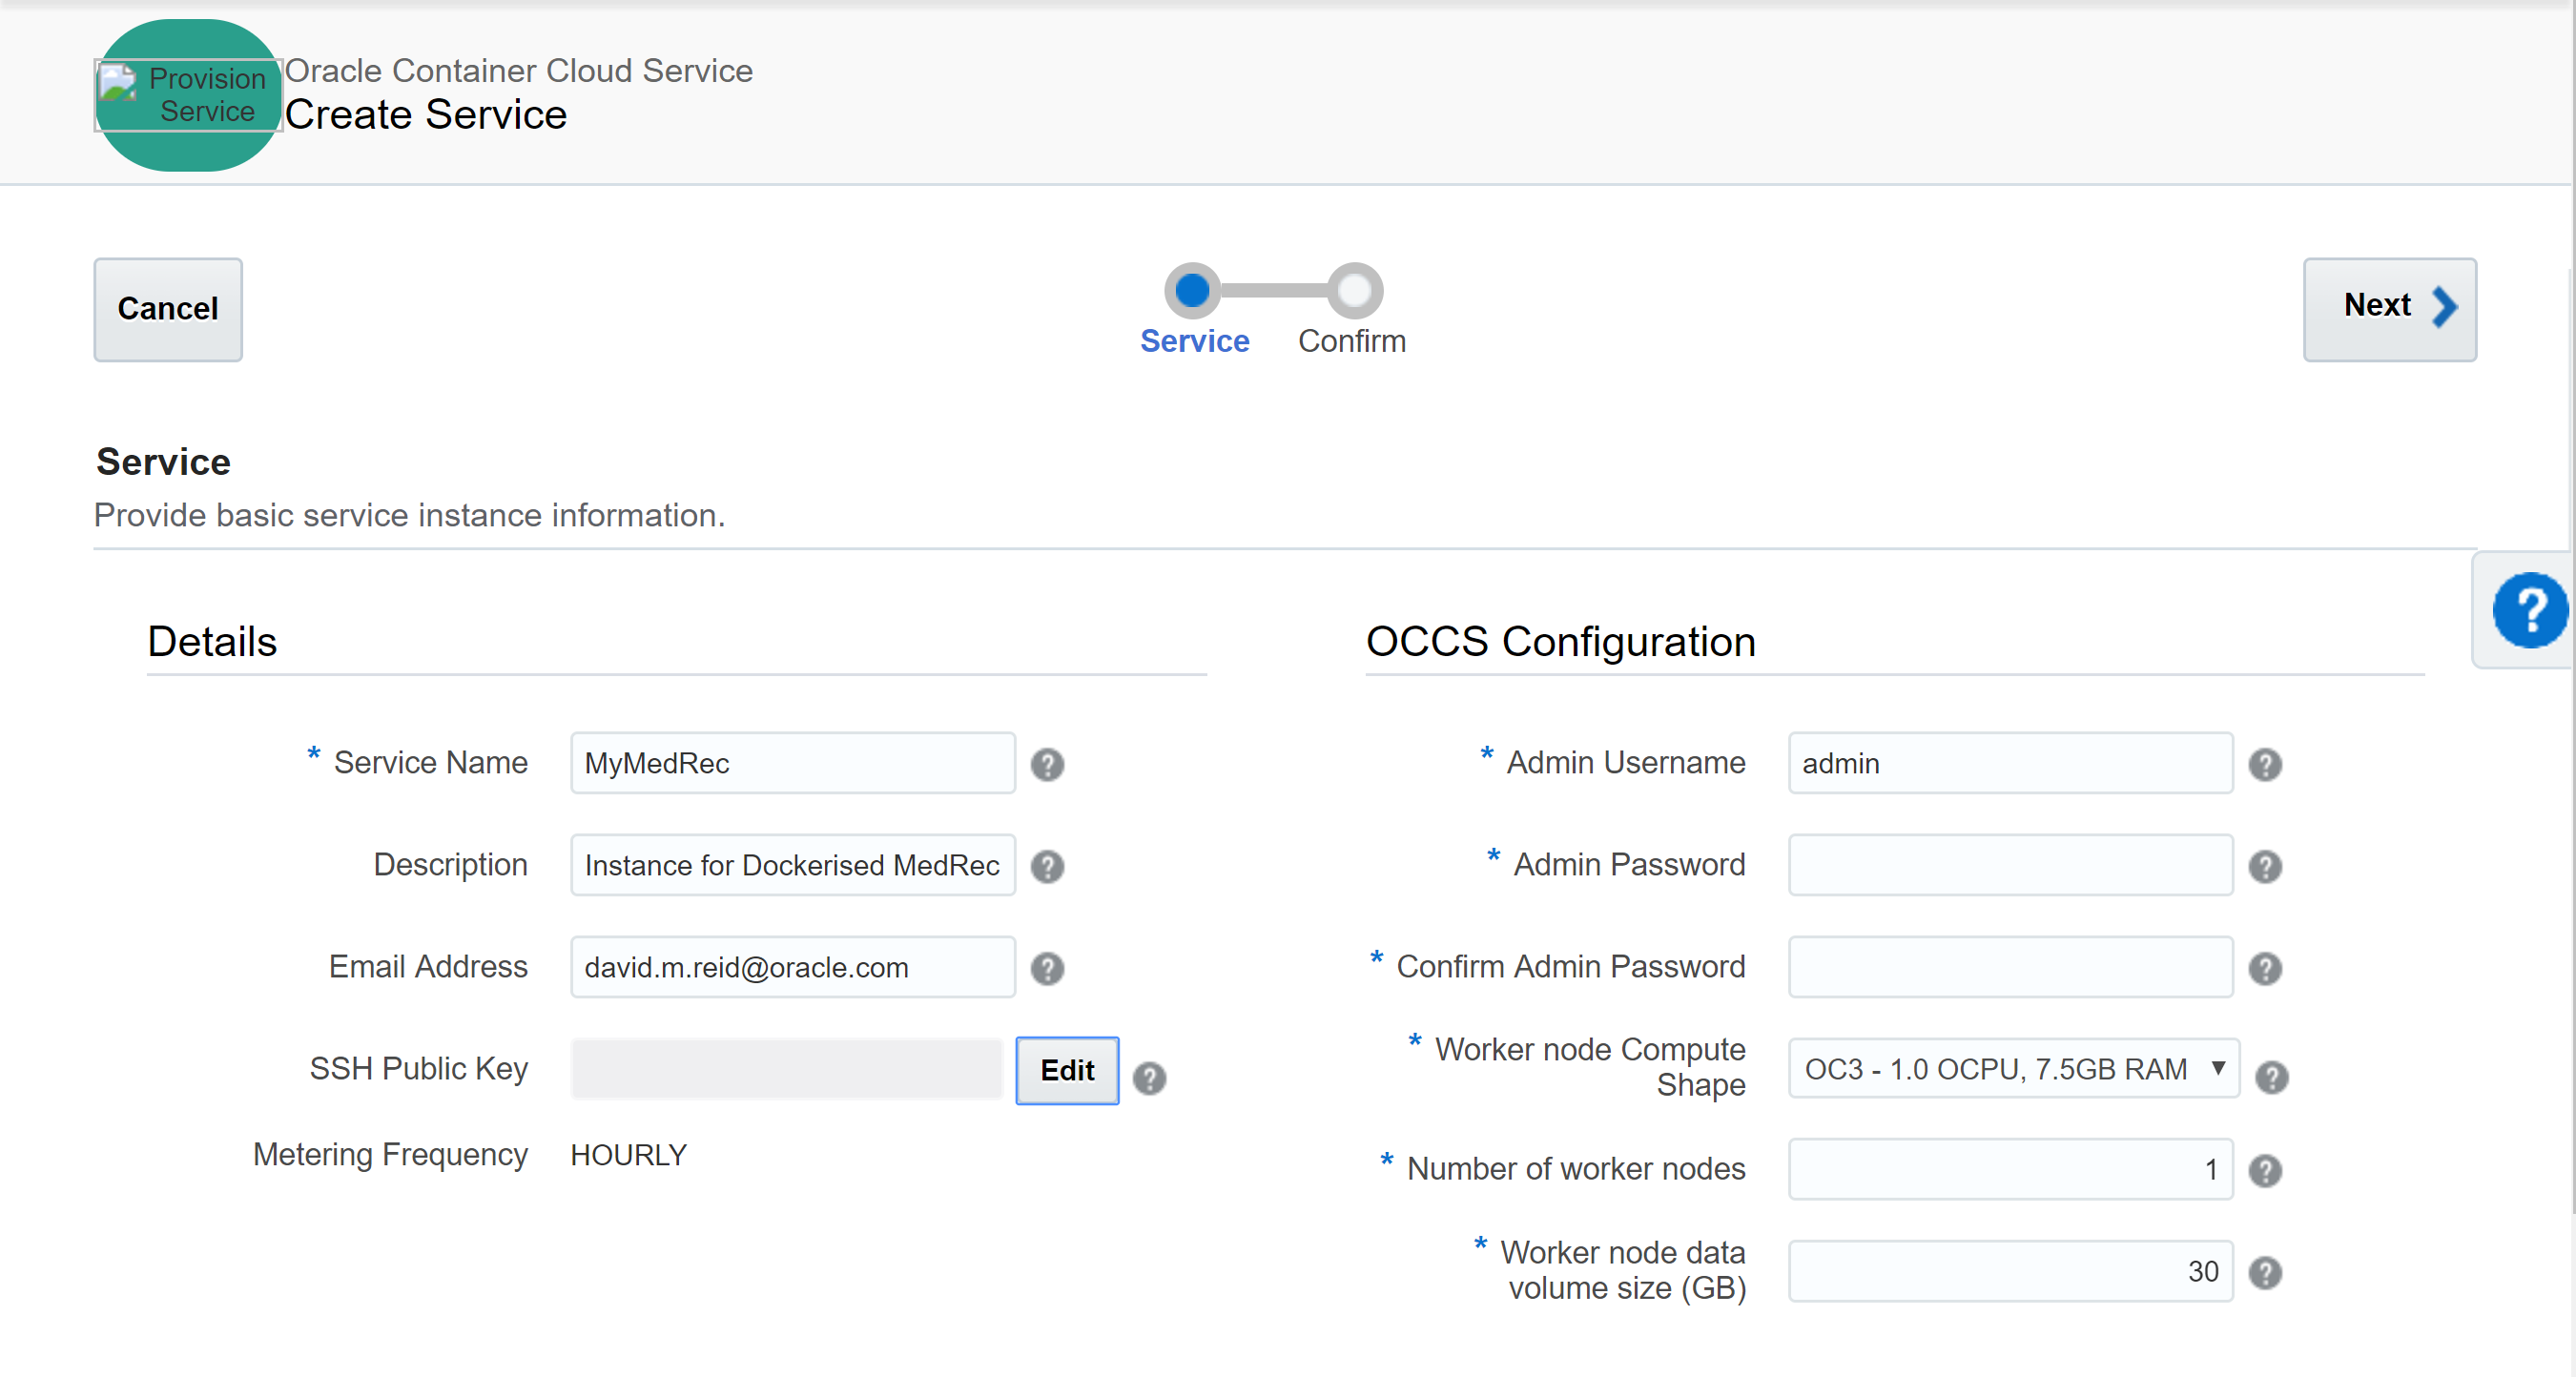 Provision
Service
Oracle Container Cloud Service
Create Service
Cancel
Service
Confirm
Next
Service
Provide basic service instance information.
?
Details
* Service Name
MyMedRec
?
Description
Instance for Dockerised MedRec
?
Email Address
david.m.reid@oracle.com
?
SSH Public Key
Edit
?
Metering Frequency
HOURLY
OCCS Configuration
* Admin Username
admin
?
* Admin Password
?
* Confirm Admin Password
?
* Worker node Compute
Shape
OC3 - 1.0 OCPU, 7.5GB RAM
?
* Number of worker nodes
1
?
* Worker node data
volume size (GB)
30
?